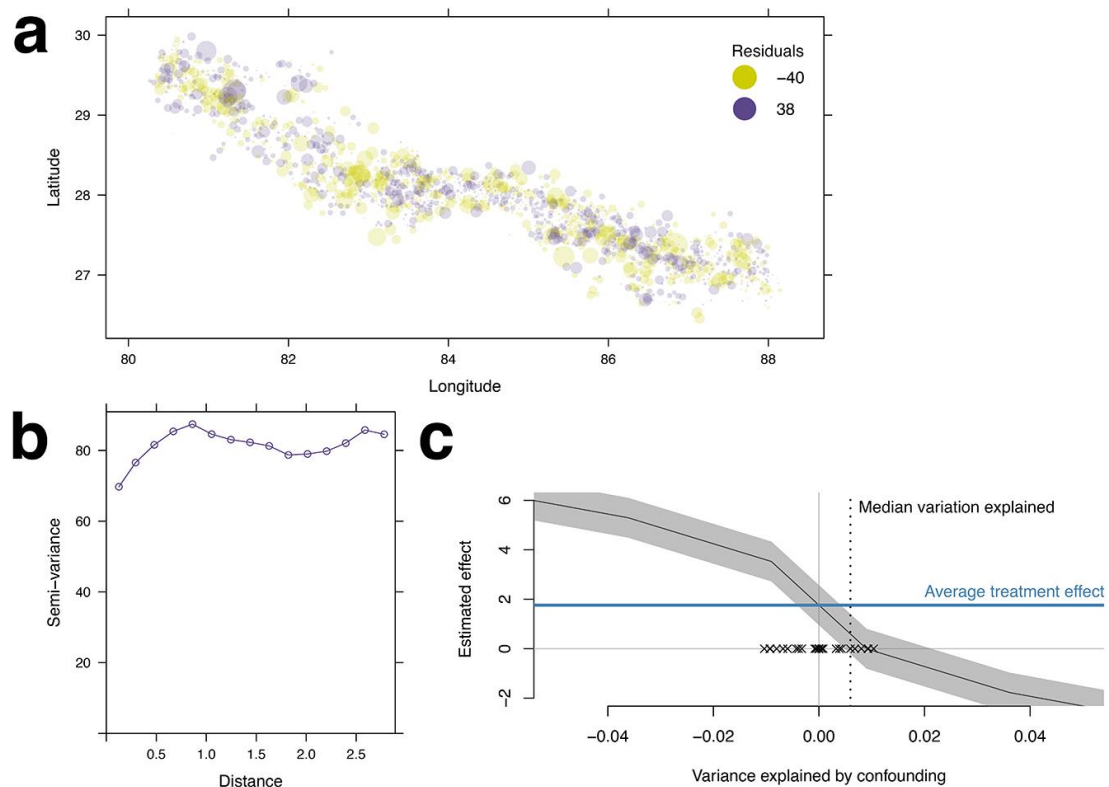 a
Residuals
−40
38
30
29
28
27
Latitude
80
82
84
86
88
Longitude
b
80
60
40
20
Semi−variance
0.5
1.0
1.5
2.0
2.5
Distance
c
6
4
2
0
−2
Estimated effect
Median variation explained
Average treatment effect
−0.04
−0.02
0.00
0.02
0.04
Variance explained by confounding